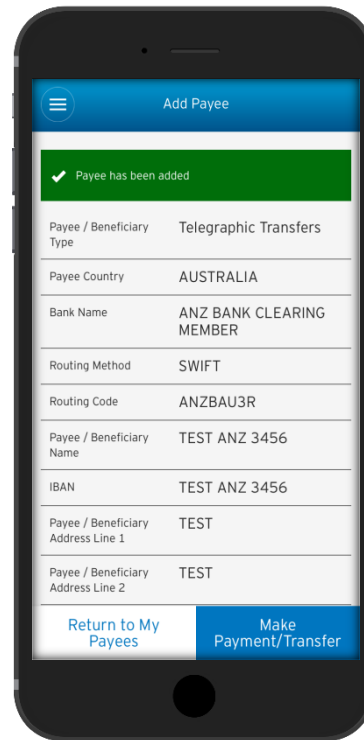 Add Payee
Payee has been added
Payee / Beneficiary
Type
Telegraphic Transfers
Payee Country
AUSTRALIA
Bank Name
ANZ BANK CLEARING
MEMBER
Routing Method
SWIFT
Routing Code
ANZBAU3R
Payee / Beneficiary
Name
TEST ANZ 3456
IBAN
TEST ANZ 3456
Payee / Beneficiary
Address Line 1
TEST
Payee / Beneficiary
Address Line 2
TEST
Return to My
Payees
Make
Payment/Transfer